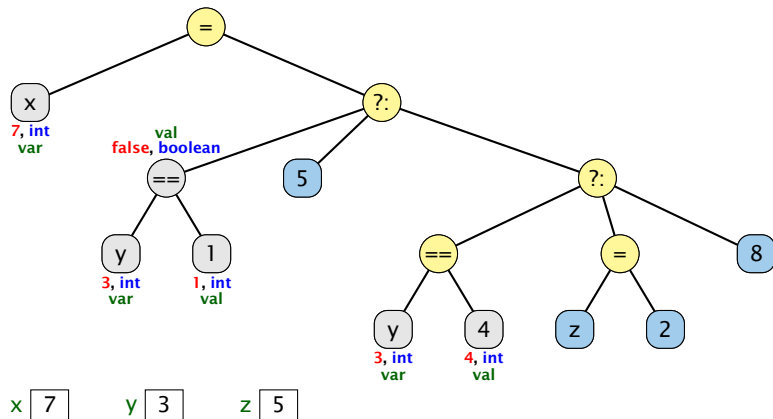 =
x
7, int
var
?:
val
false, boolean
==
5
?:
y
3, int
var
1
1, int
val
==
=
8
y
3, int
var
4
4, int
val
z
2
x 7
y 3
z 5